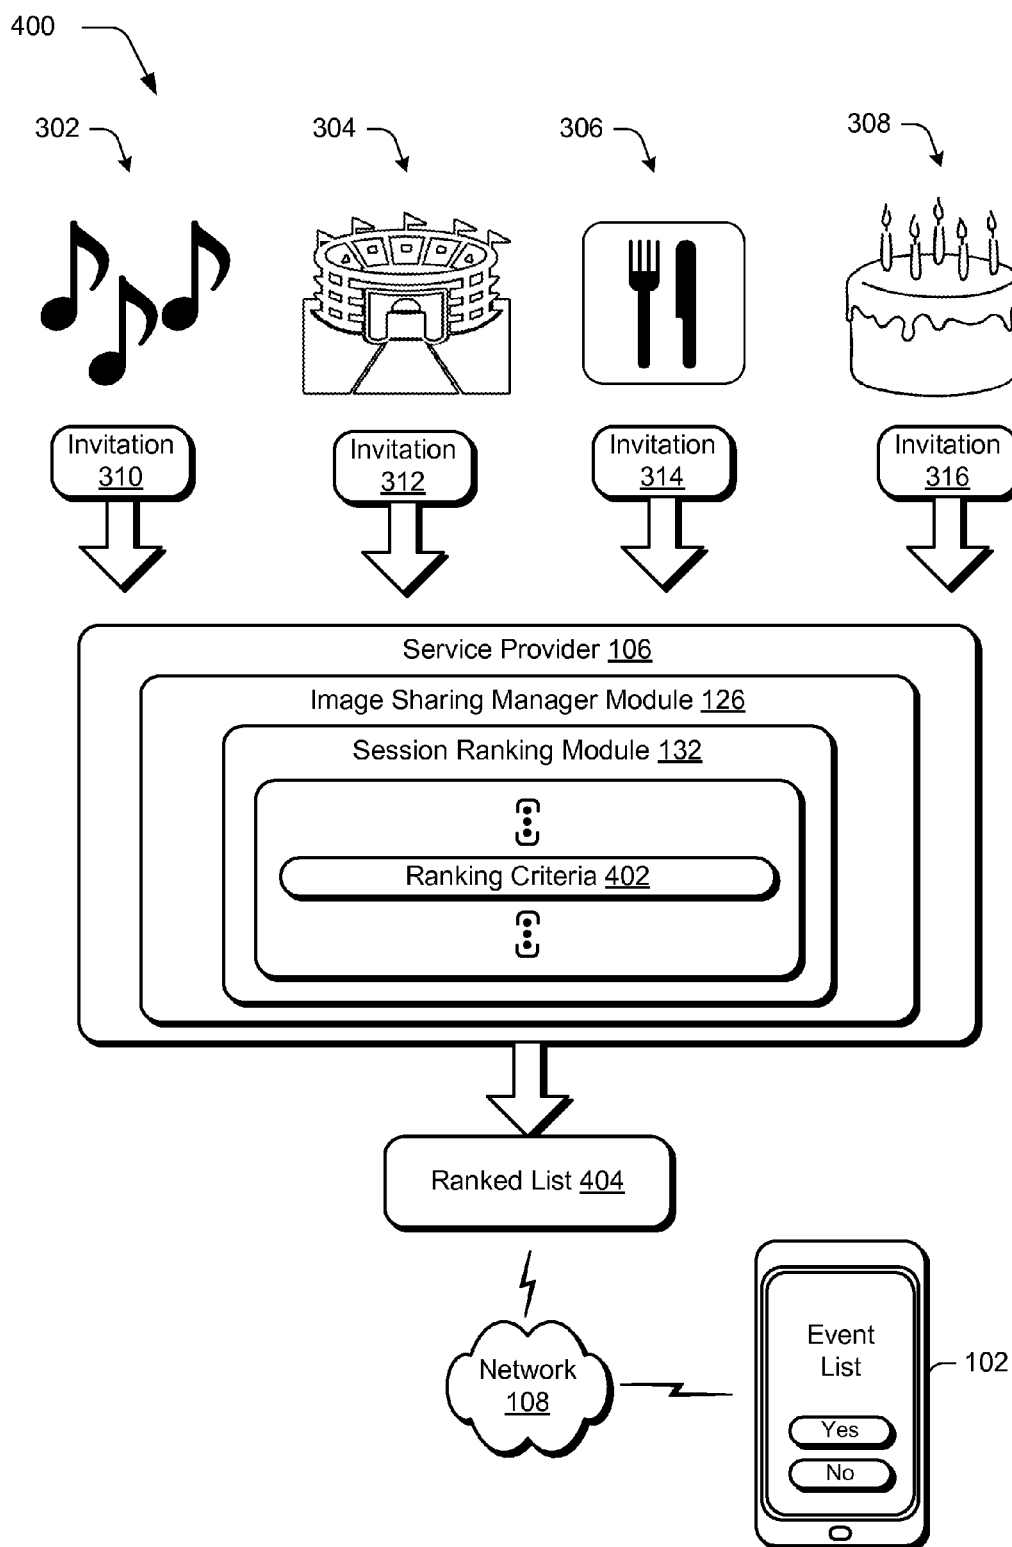 400
302
304
306
308
Invitation
310
Invitation
312
Invitation
314
Invitation
316
Service Provider 106
Image Sharing Manager Module 126
Session Ranking Module 132
Ranking Criteria 402
Ranked List 404
Network
108
Event
List
Yes
No
102